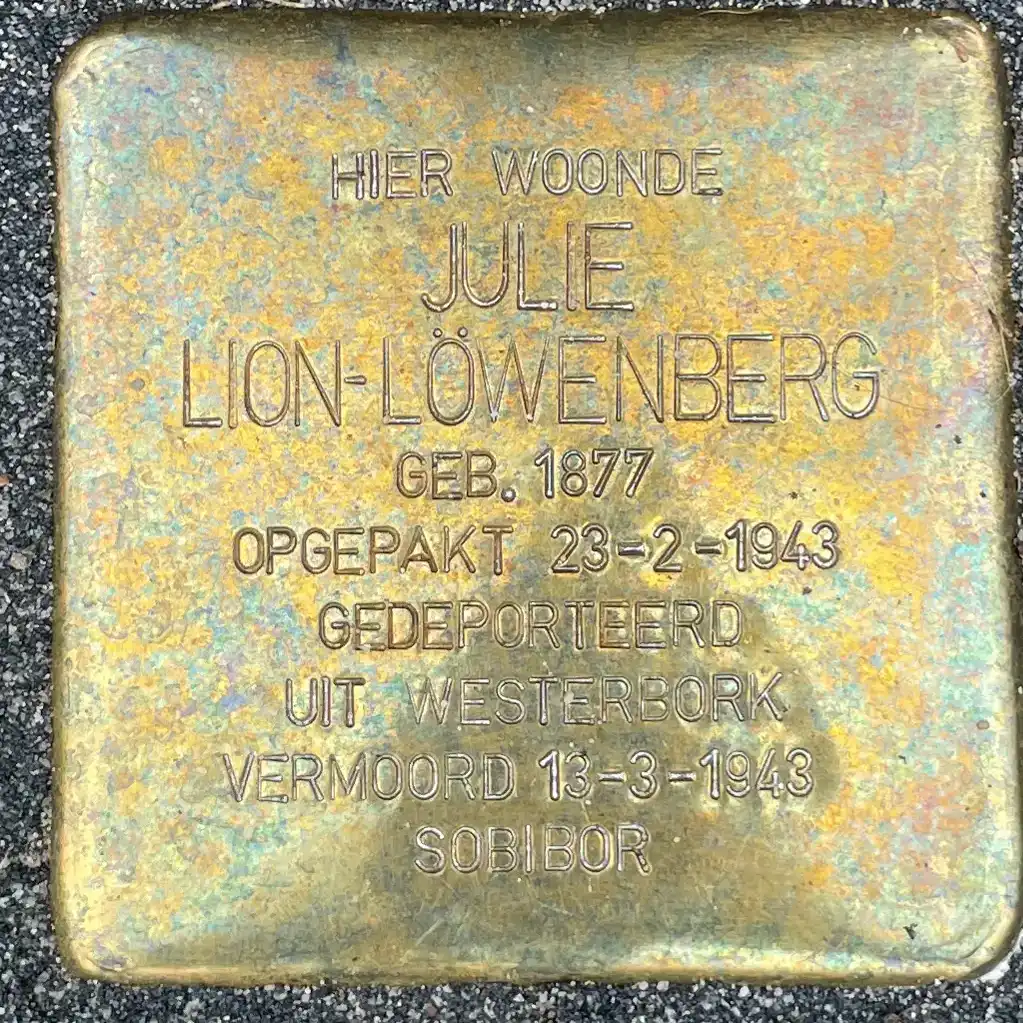 HIER WOONDE
JULIE
LION-LÖWENBERG
GEB. 1877
OPGEPAKT 23-2-1943
GEDEPORTEERD
UIT WESTERBORK
VERMOORD 13-3-1943
SOBIBOR